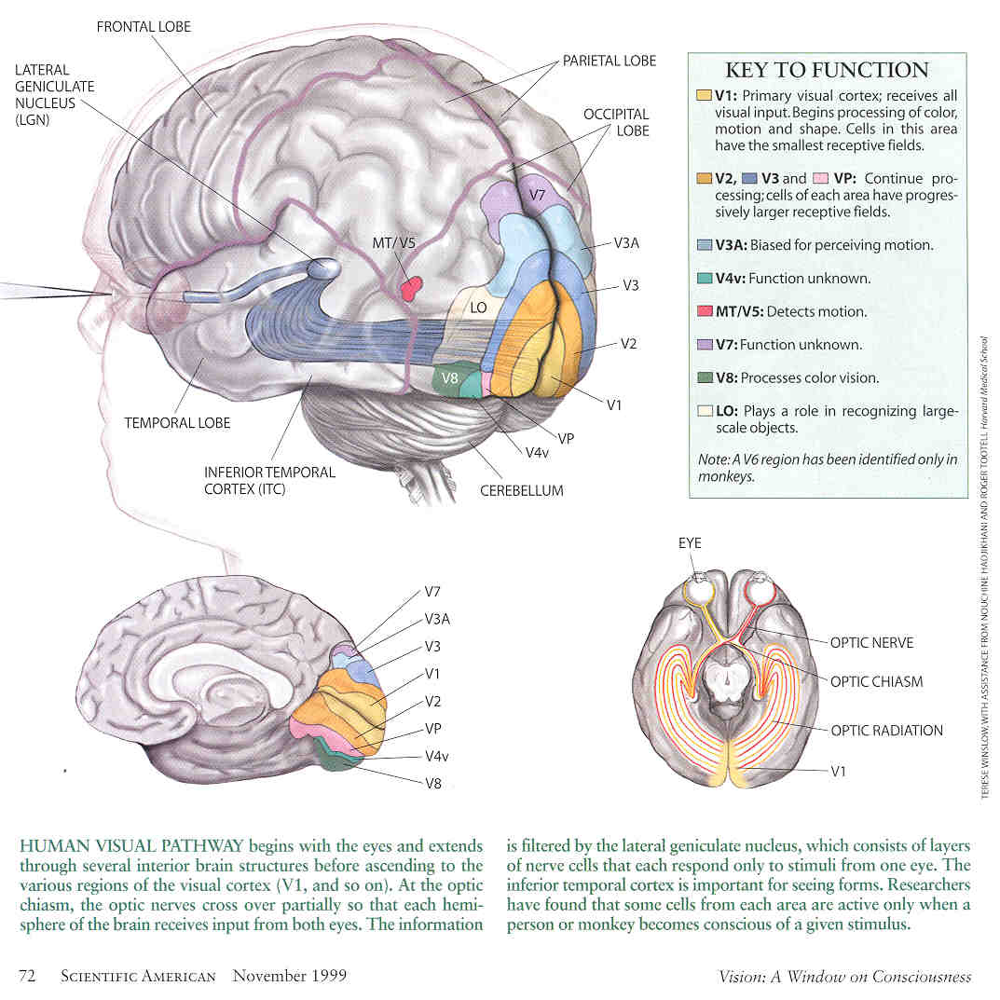 FRONTAL LOBE
LATERAL
GENICULATE
NUCLEUS
(LGN)
PARIETAL LOBE
OCCIPITAL
LOBE
V7
MT/V5
V3A
V3
LO
V2
V8
V1
VP
V4v
TEMPORAL LOBE
INFERIOR TEMPORAL
CORTEX (ITC)
CEREBELLUM
KEY TO FUNCTION
V1: Primary visual cortex; receives all
visual input. Begins processing of color,
motion and shape. Cells in this area
have the smallest receptive fields.
V2, V3 and VP: Continue pro-
cessing; cells of each area have progres-
sively larger receptive fields.
V3A: Biased for perceiving motion.
V4v: Function unknown.
MT/V5: Detects motion.
V7: Function unknown.
V8: Processes color vision.
LO: Plays a role in recognizing large-
scale objects.
Note: A V6 region has been identified only in
monkeys.
TERESE WINSLOW, WITH ASSISTANCE FROM NOUCHINE HADJIKHANI AND ROGER TOOTELL Harvard Medical School
V7
V3A
V3
V1
V2
VP
V4v
V8
EYE
OPTIC NERVE
OPTIC CHIASM
OPTIC RADIATION
V1
HUMAN VISUAL PATHWAY begins with the eyes and extends
through several interior brain structures before ascending to the
various regions of the visual cortex (V1, and so on). At the optic
chiasm, the optic nerves cross over partially so that each hemi-
sphere of the brain receives input from both eyes. The information
is filtered by the lateral geniculate nucleus, which consists of layers
of nerve cells that each respond only to stimuli from one eye. The
inferior temporal cortex is important for seeing forms. Researchers
have found that some cells from each area are active only when a
person or monkey becomes conscious of a given stimulus.
72 SCIENTIFIC AMERICAN November 1999
Vision: A Window on Consciousness